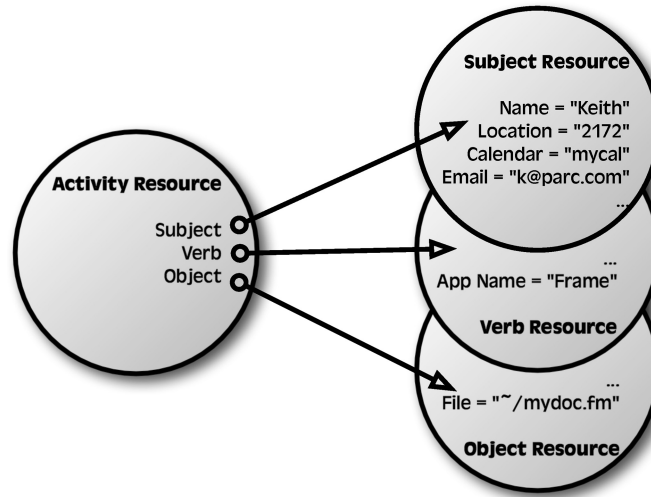 Subject Resource
Name = "Keith"
Location = "2172"
Calendar = "mycal"
Email = "k@parc.com"
...
Activity Resource
Subject
Verb
Object
...
App Name = "Frame"
Verb Resource
...
File = "~/mydoc.fm"
Object Resource